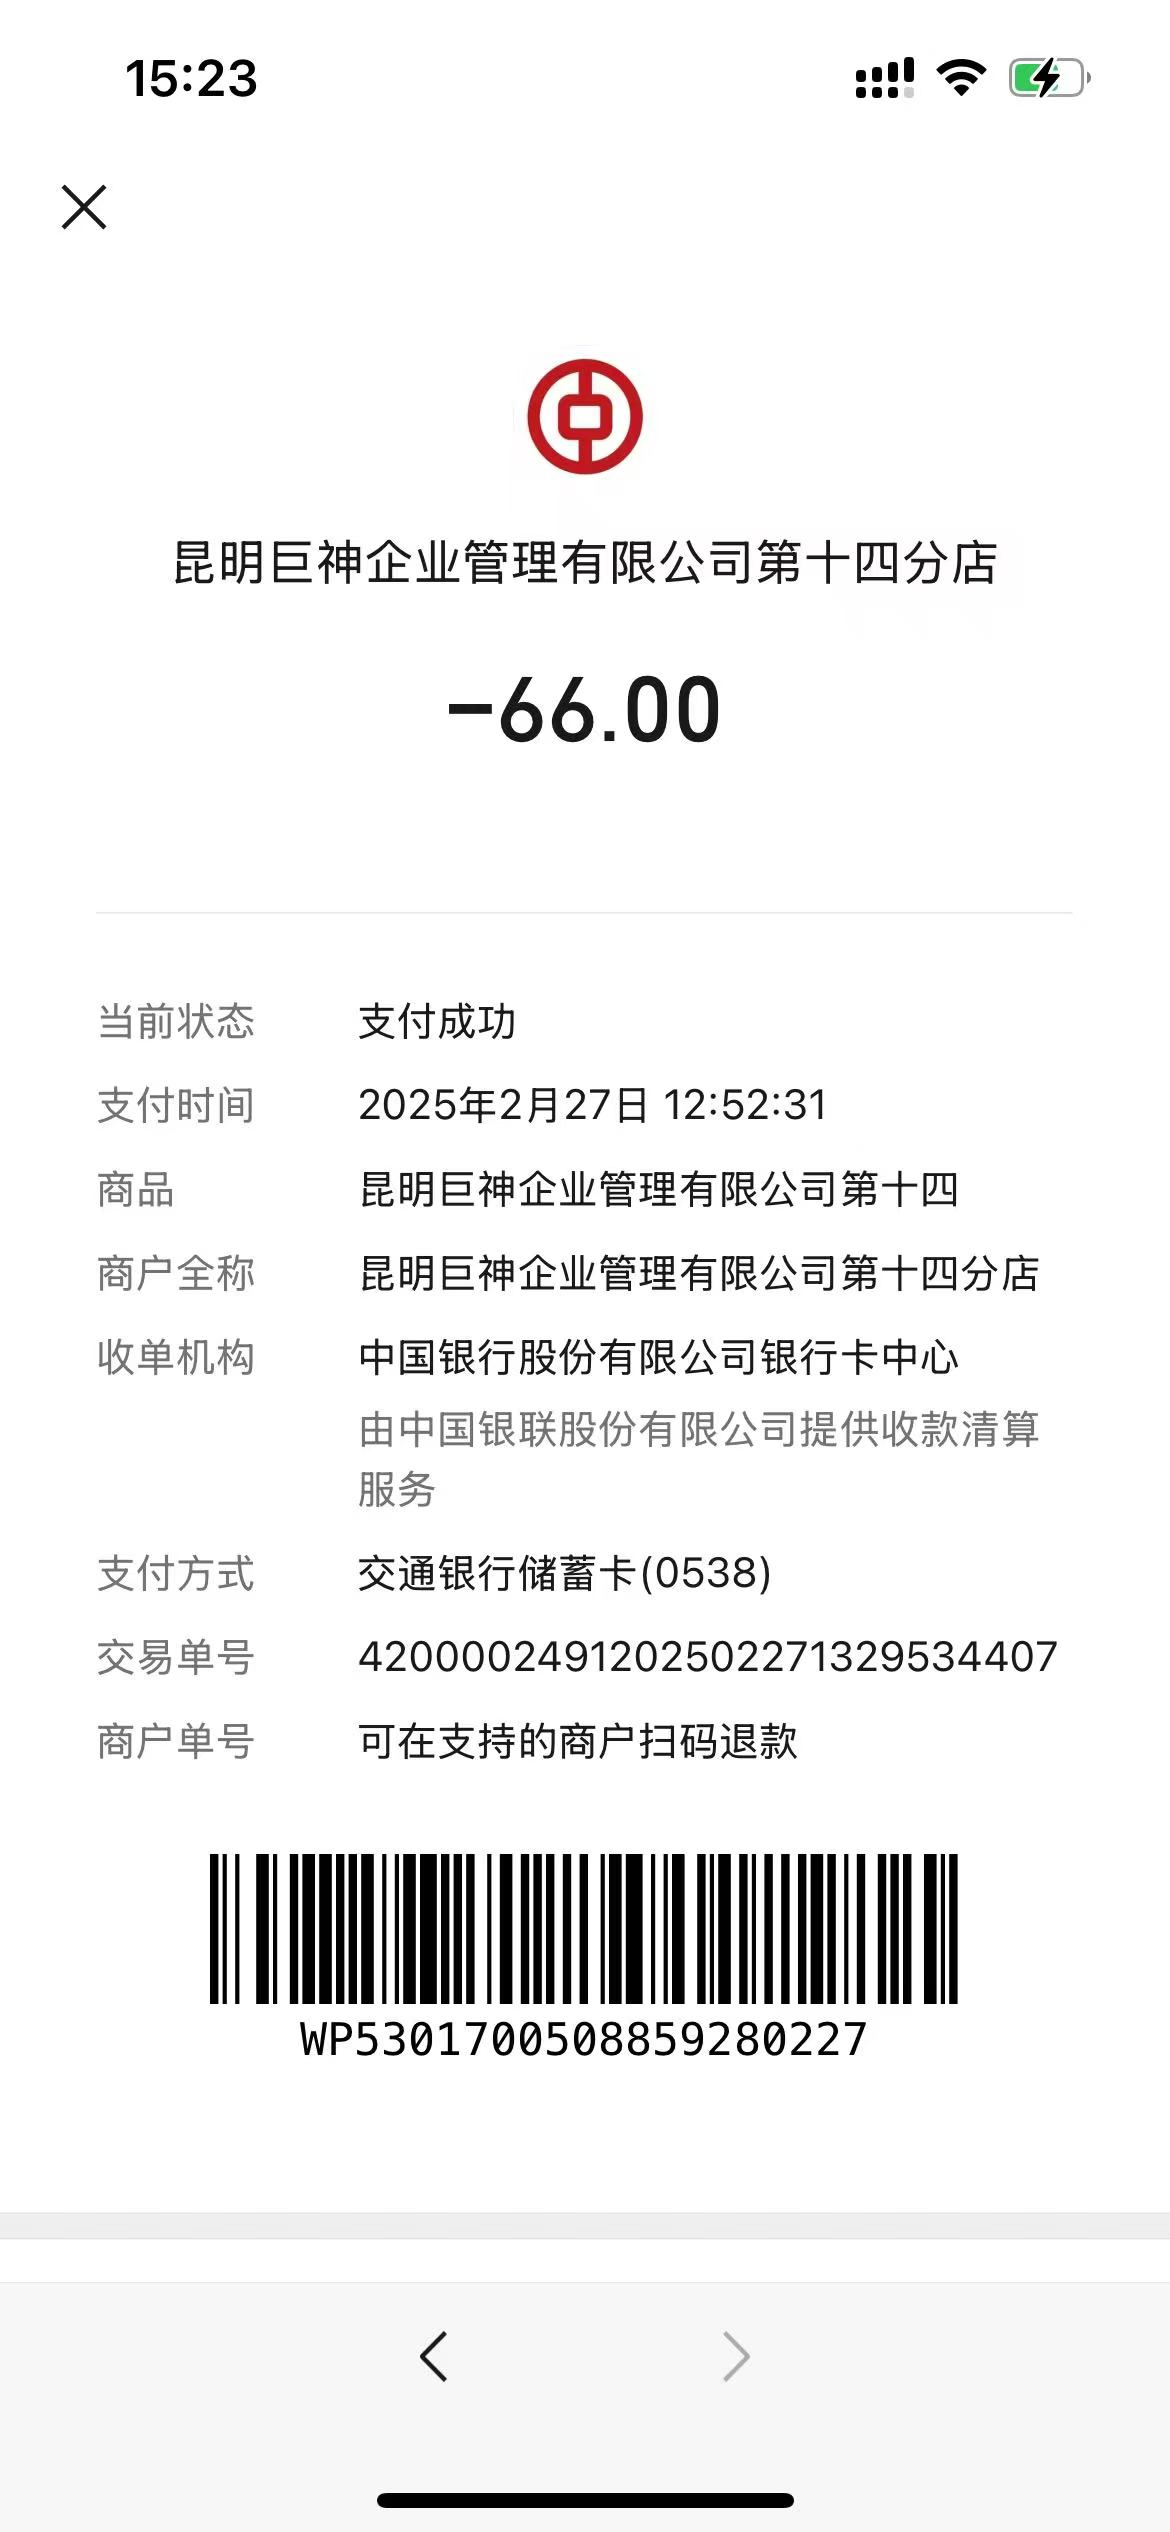 15:23
昆明巨神企业管理有限公司第十四分店
-66.00
当前状态 支付成功
支付时间 2025年2月27日 12:52:31
商品 昆明巨神企业管理有限公司第十四
商户全称 昆明巨神企业管理有限公司第十四分店
收单机构 中国银行股份有限公司银行卡中心
由中国银联股份有限公司提供收款清算
服务
支付方式 交通银行储蓄卡(0538)
交易单号 4200002491202502271329534407
商户单号 可在支持的商户扫码退款
WP5301700508859280227